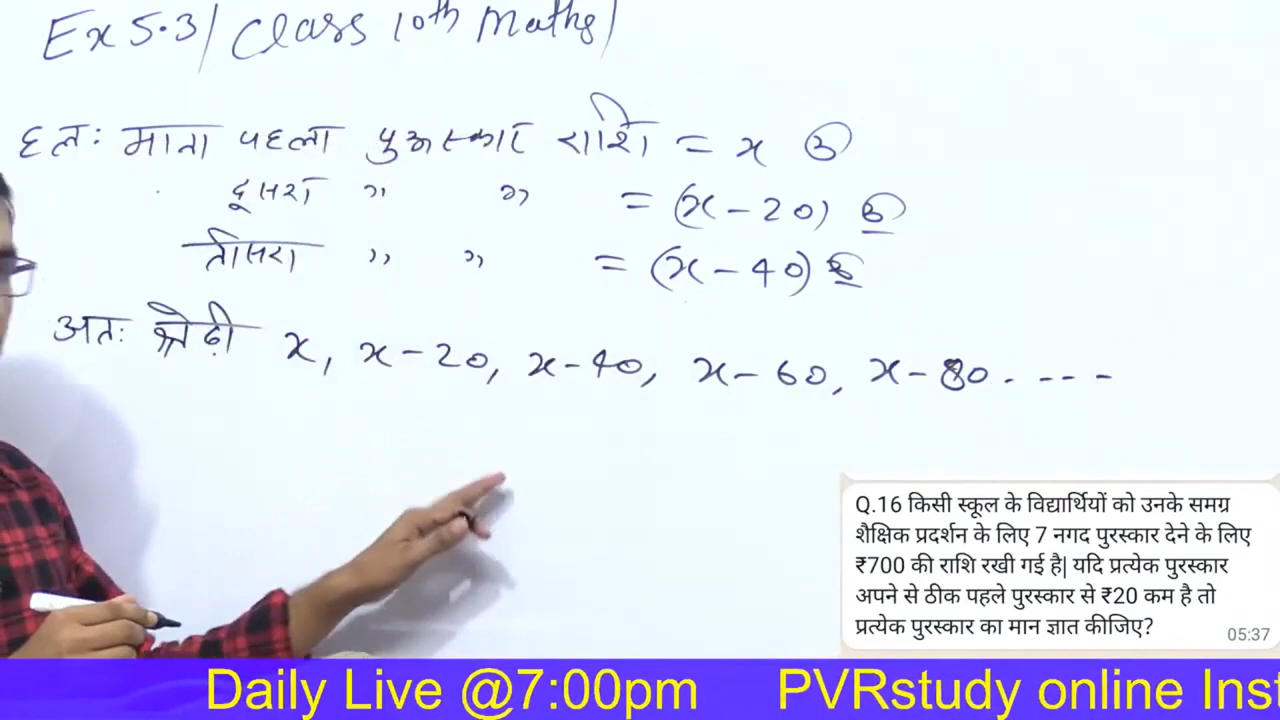 Ex 5.3 | Class 10th Maths |
हल: माना पहला पुरस्कार राशि = x रु
दूसरा ,, ,, = (x - 20) रु
तीसरा ,, ,, = (x - 40) रु
अतः श्रेढ़ी x, x - 20, x - 40, x - 60, x - 80 - - - -
Q.16 किसी स्कूल के विद्यार्थियों को उनके समग्र
शैक्षिक प्रदर्शन के लिए 7 नगद पुरस्कार देने के लिए
₹700 की राशि रखी गई है| यदि प्रत्येक पुरस्कार
अपने से ठीक पहले पुरस्कार से ₹20 कम है तो
प्रत्येक पुरस्कार का मान ज्ञात कीजिए?
05:37
Daily Live @7:00pm PVRstudy online Inst